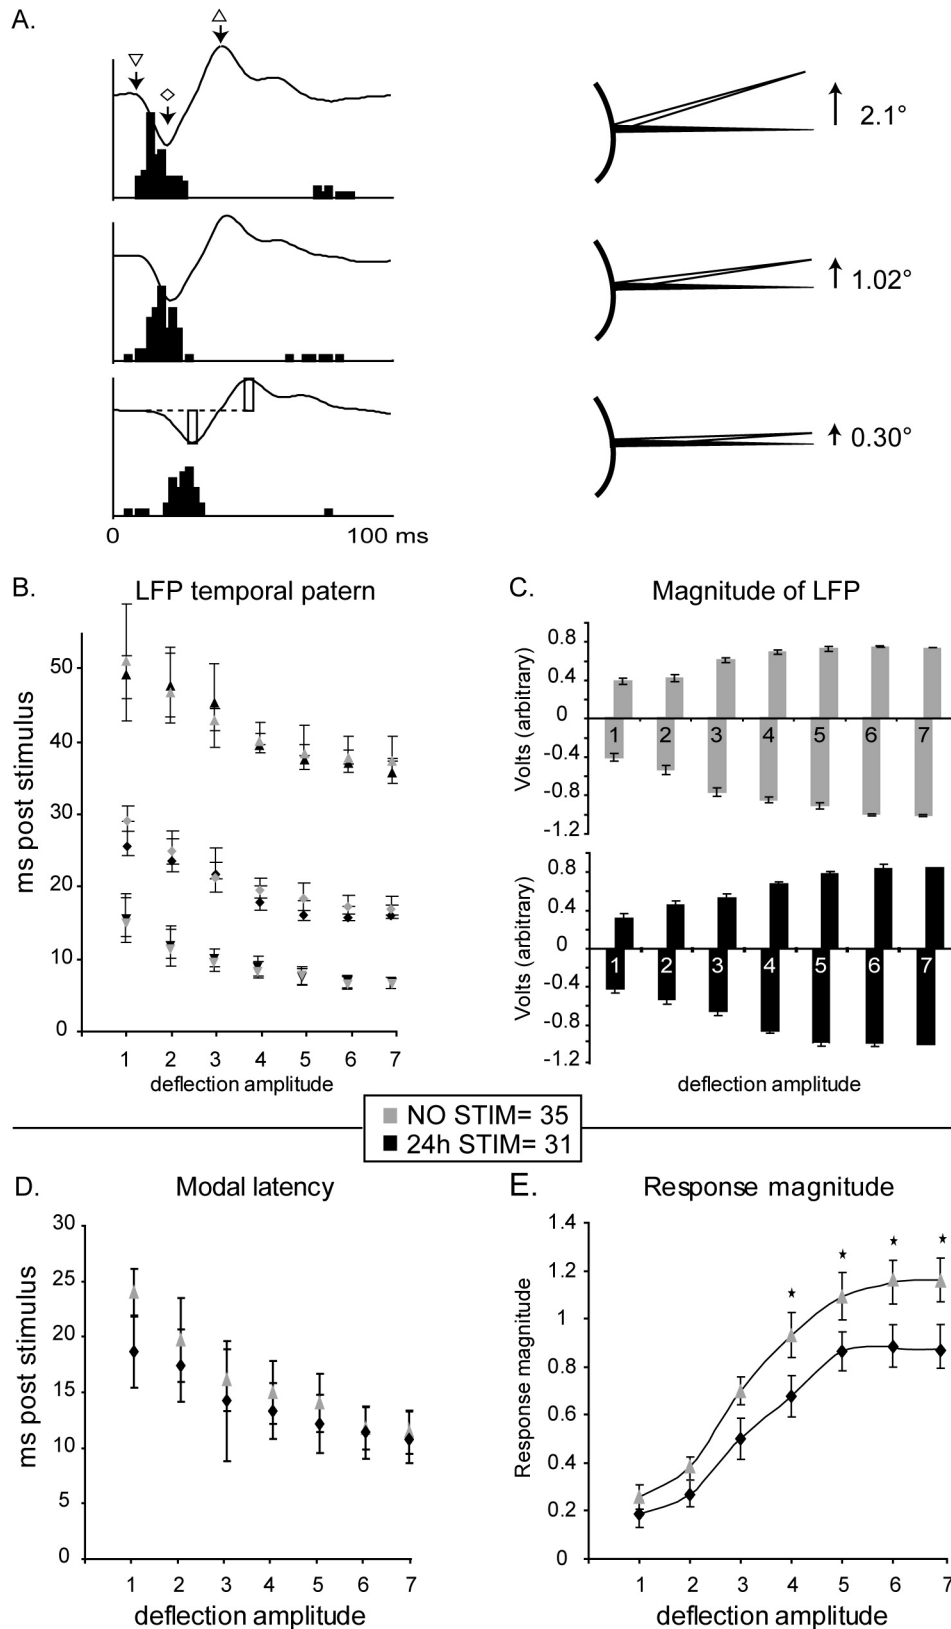 A.
2.1°
1.02°
0.30°
0 100 ms
B. LFP temporal patern
ms post stimulus
50
40
30
20
10
0
1 2 3 4 5 6 7
deflection amplitude
C. Magnitude of LFP
Volts (arbitrary)
0.8
0.4
0
-0.4
-0.8
-1.2
1 2 3 4 5 6 7
Volts (arbitrary)
0.8
0.4
0
-0.4
-0.8
-1.2
1 2 3 4 5 6 7
deflection amplitude
NO STIM= 35
24h STIM= 31
D. Modal latency
ms post stimulus
30
25
20
15
10
5
0
1 2 3 4 5 6 7
deflection amplitude
E. Response magnitude
Response magnitude
1.4
1.2
1
0.8
0.6
0.4
0.2
0
1 2 3 4 5 6 7
deflection amplitude